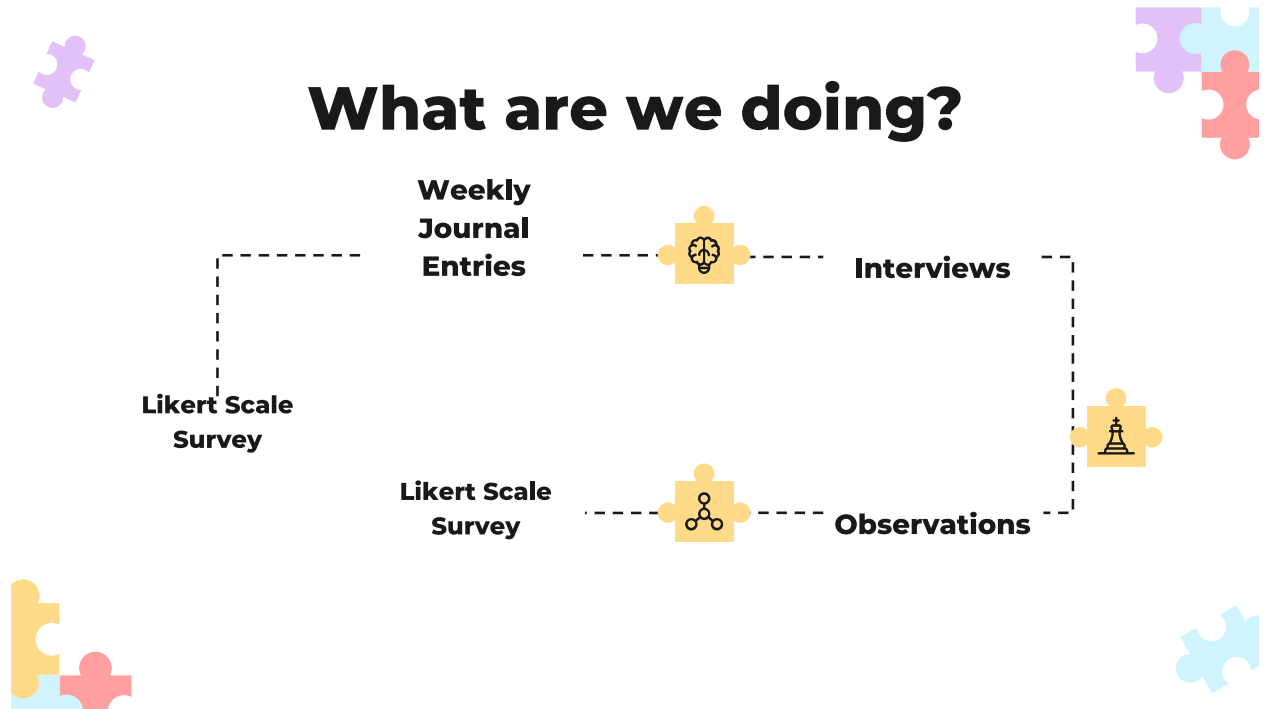 What are we doing?
Weekly
Journal
Entries
Interviews
Likert Scale
Survey
Likert Scale
Survey
Observations